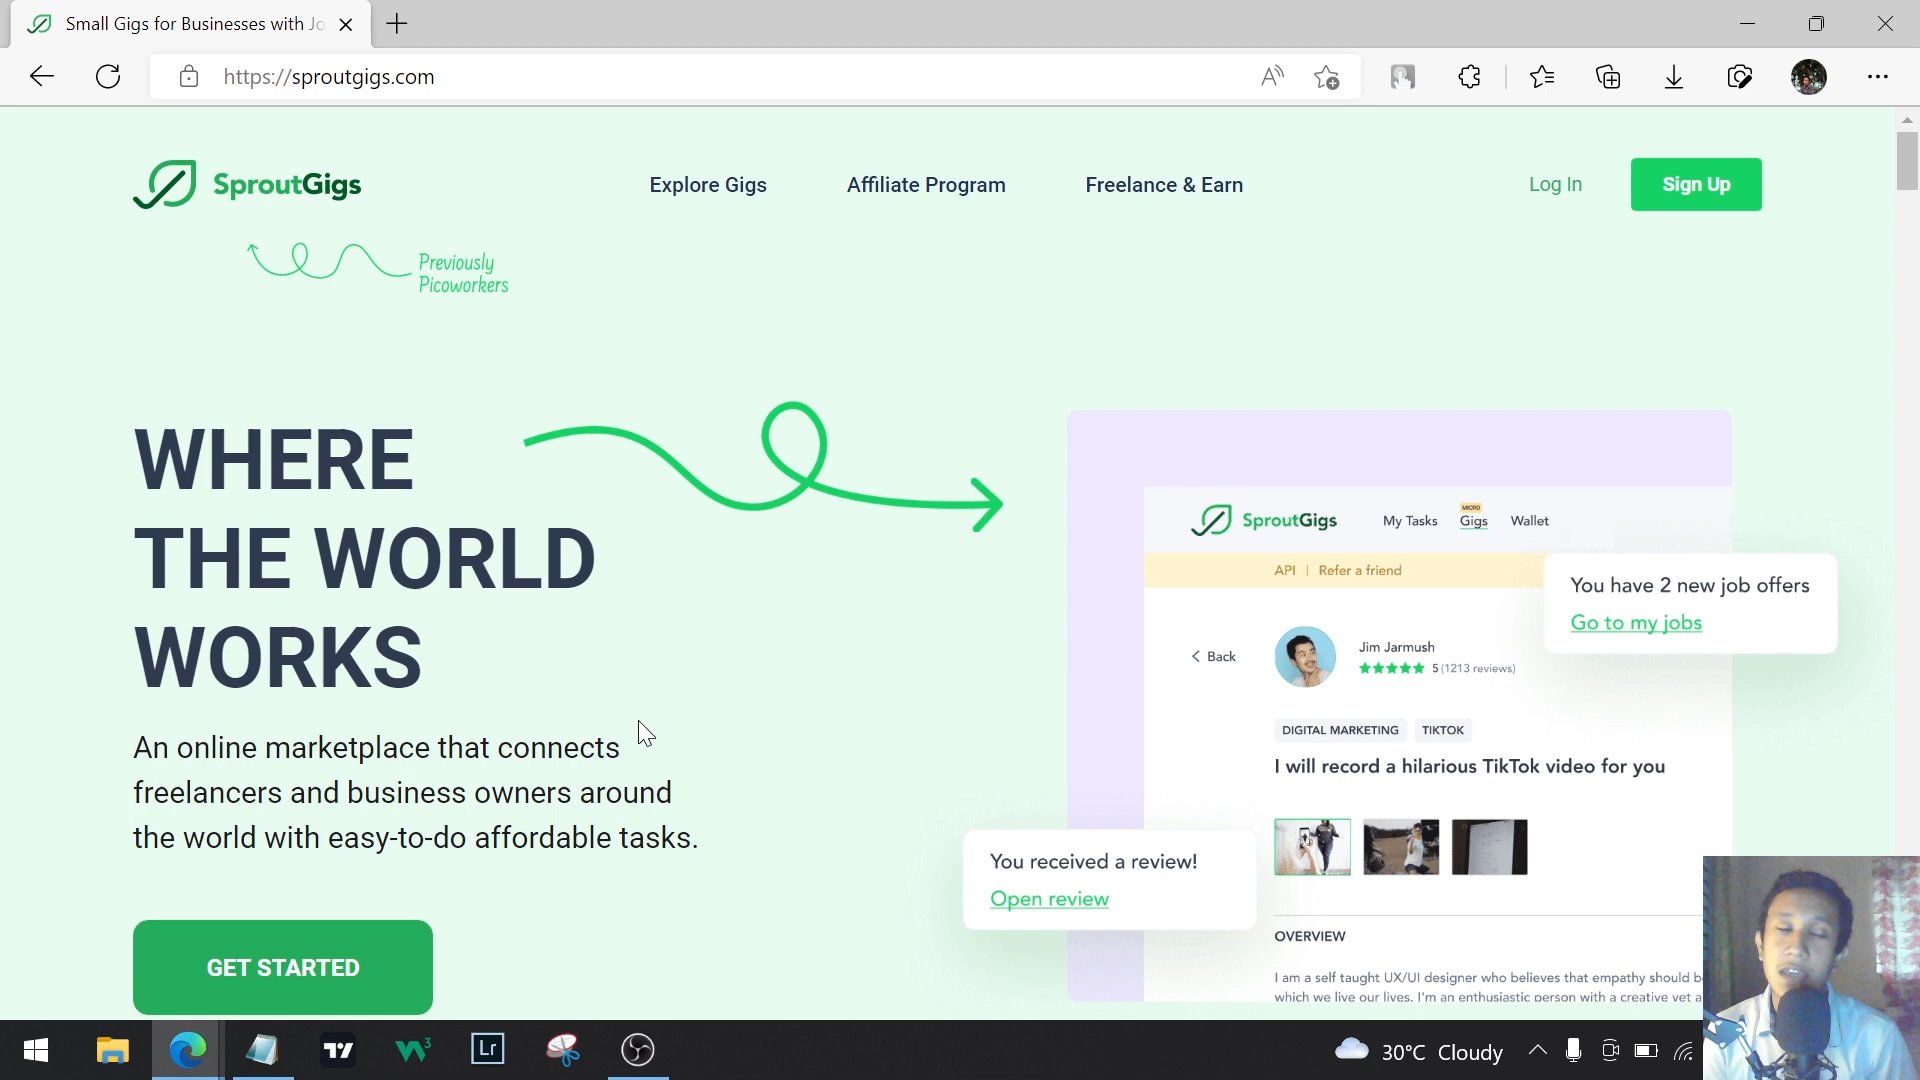 Small Gigs for Businesses with Jo
https://sproutgigs.com
SproutGigs
Explore Gigs
Affiliate Program
Freelance & Earn
Log In
Sign Up
Previously
Picoworkers
WHERE
THE WORLD
WORKS
An online marketplace that connects
freelancers and business owners around
the world with easy-to-do affordable tasks.
GET STARTED
SproutGigs
My Tasks
MICRO
Gigs
Wallet
API | Refer a friend
You have 2 new job offers
Go to my jobs
< Back
Jim Jarmush
5 (1213 reviews)
DIGITAL MARKETING
TIKTOK
I will record a hilarious TikTok video for you
You received a review!
Open review
OVERVIEW
I am a self taught UX/UI designer who believes that empathy should b
which we live our lives. I'm an enthusiastic person with a creative yet a
Lr
30°C Cloudy